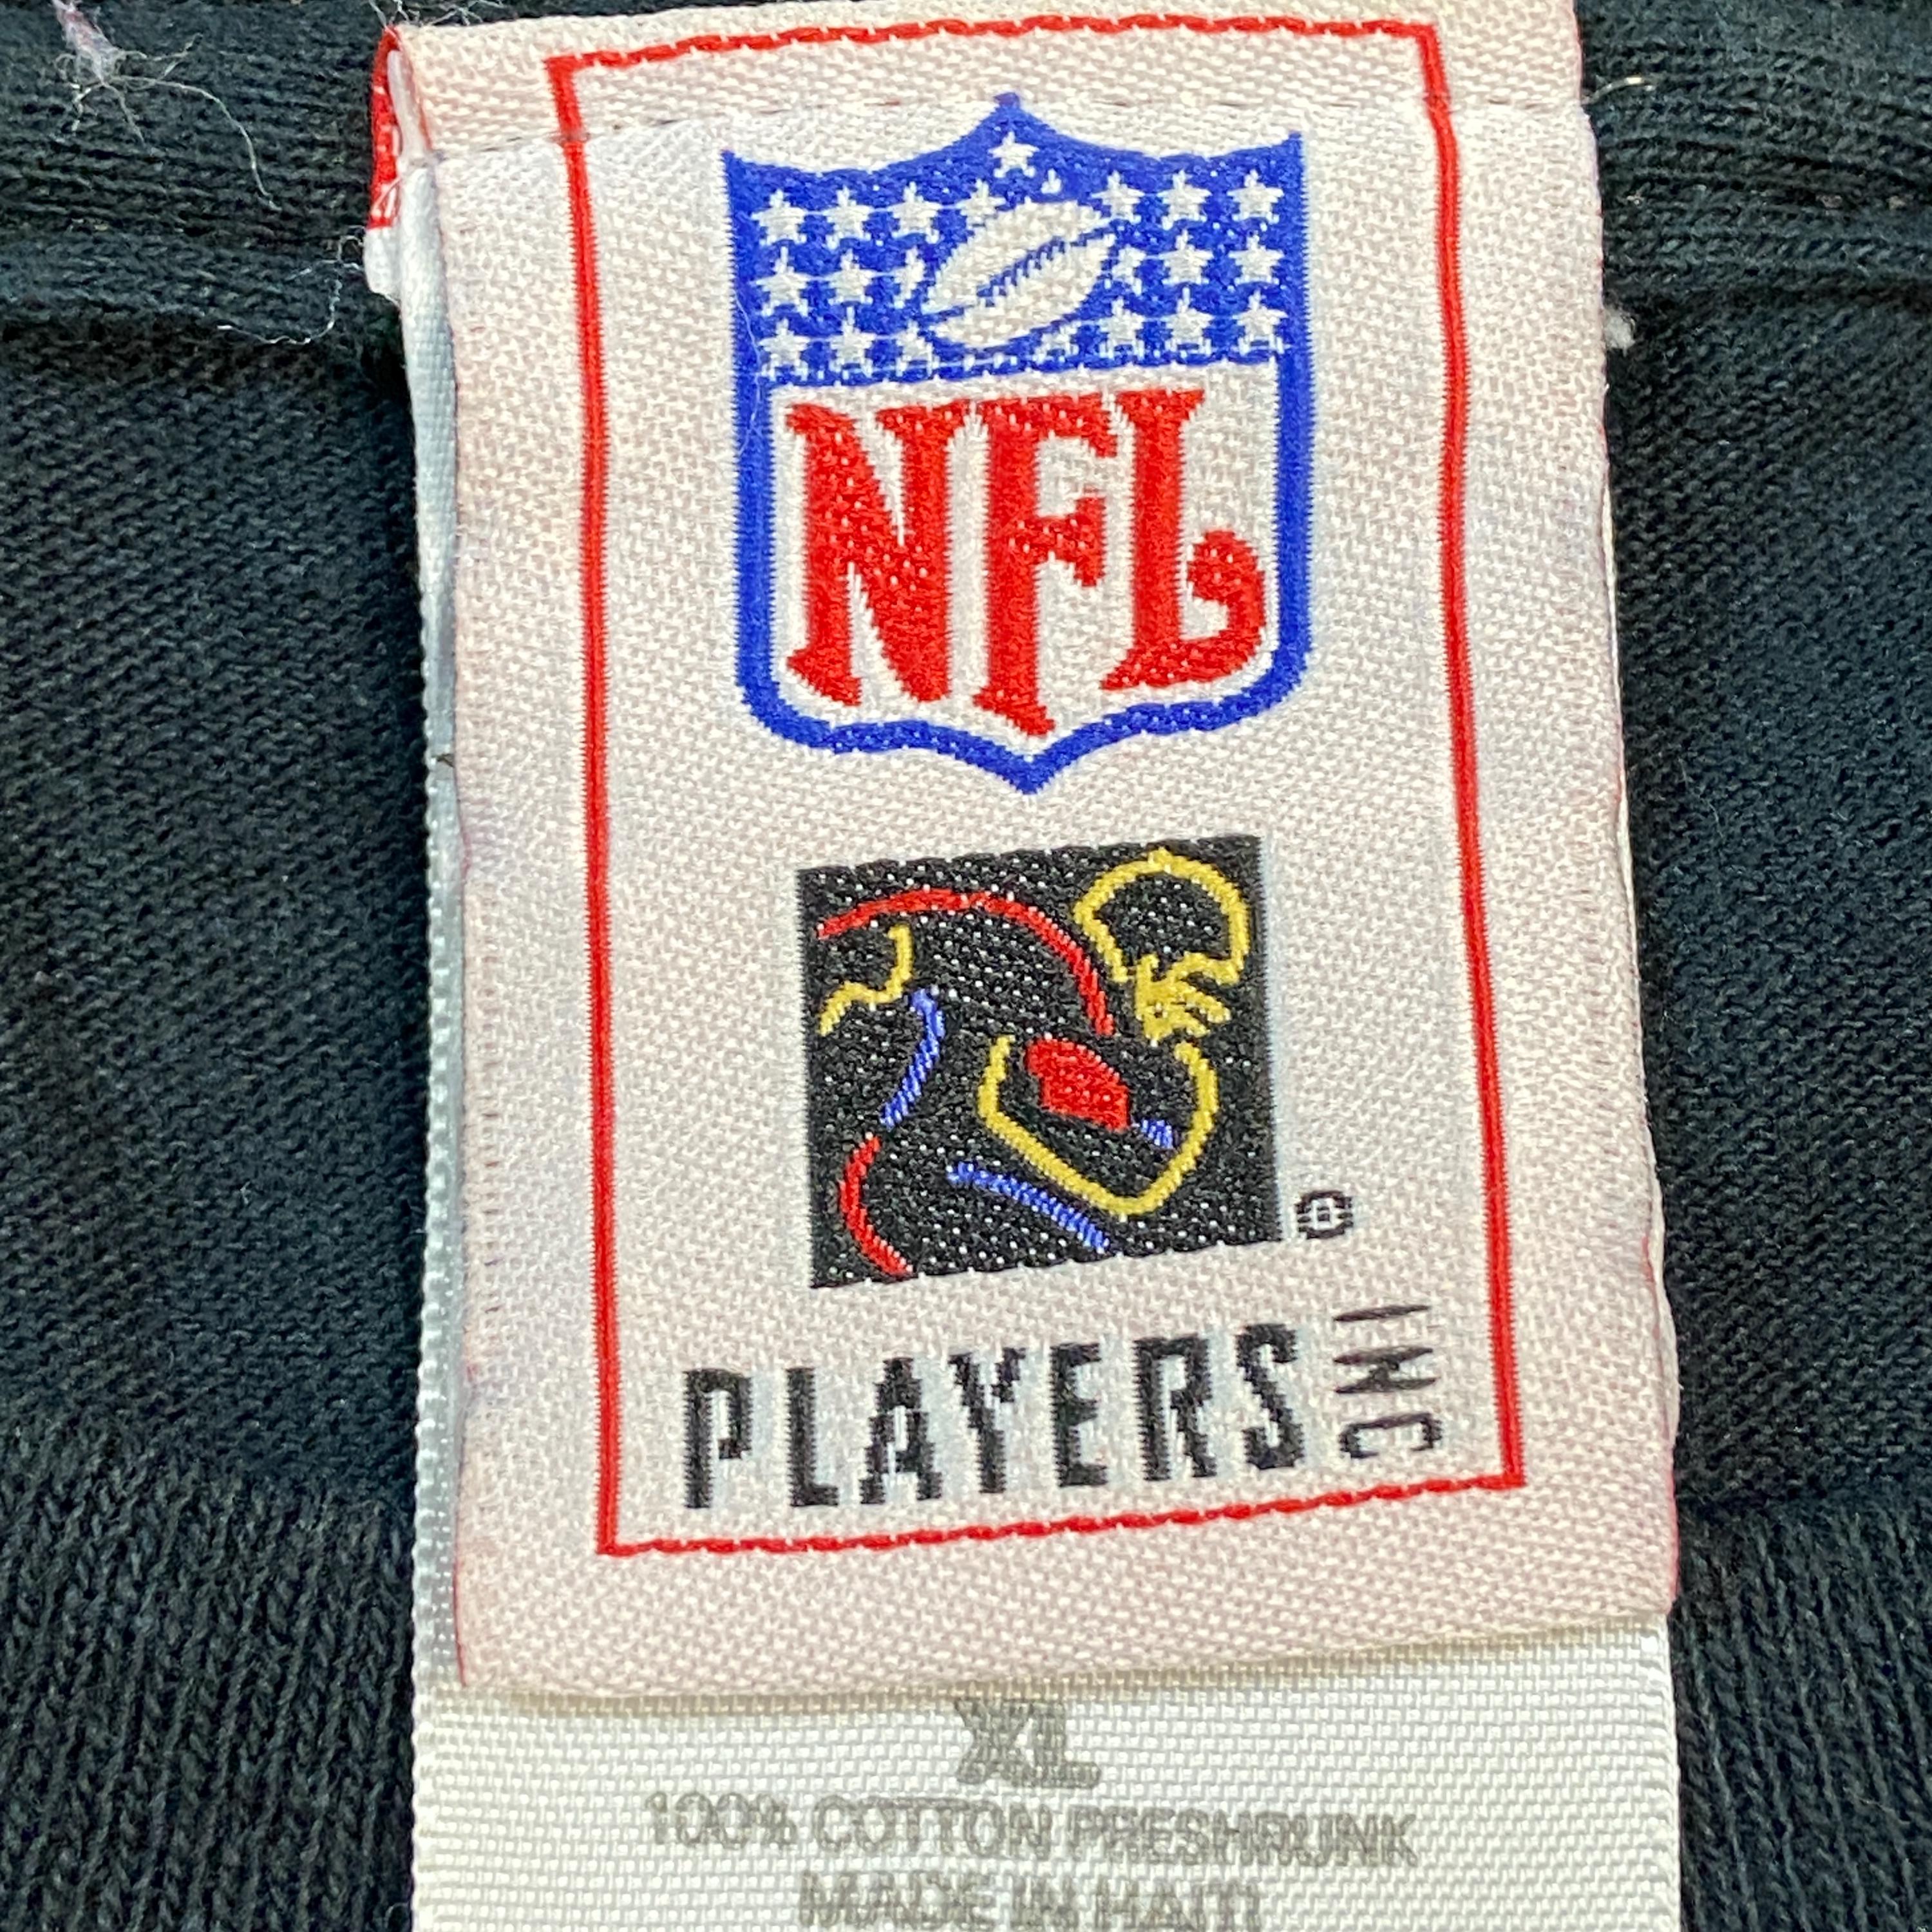 NFL
PLAYERS INC
XL
100% COTTON PRESHRUNK
MADE IN HAITI